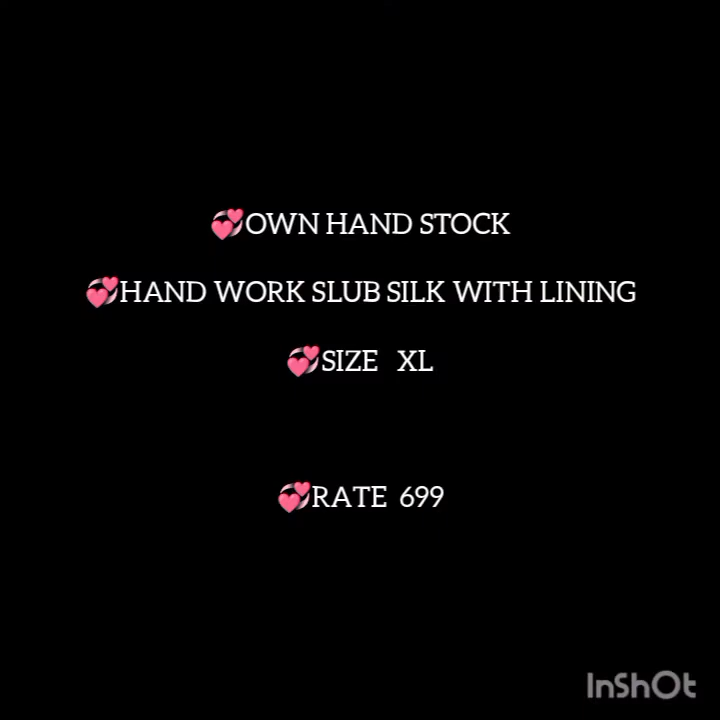 💞OWN HAND STOCK
💞HAND WORK SLUB SILK WITH LINING
💞SIZE XL
💞RATE 699
InShOt